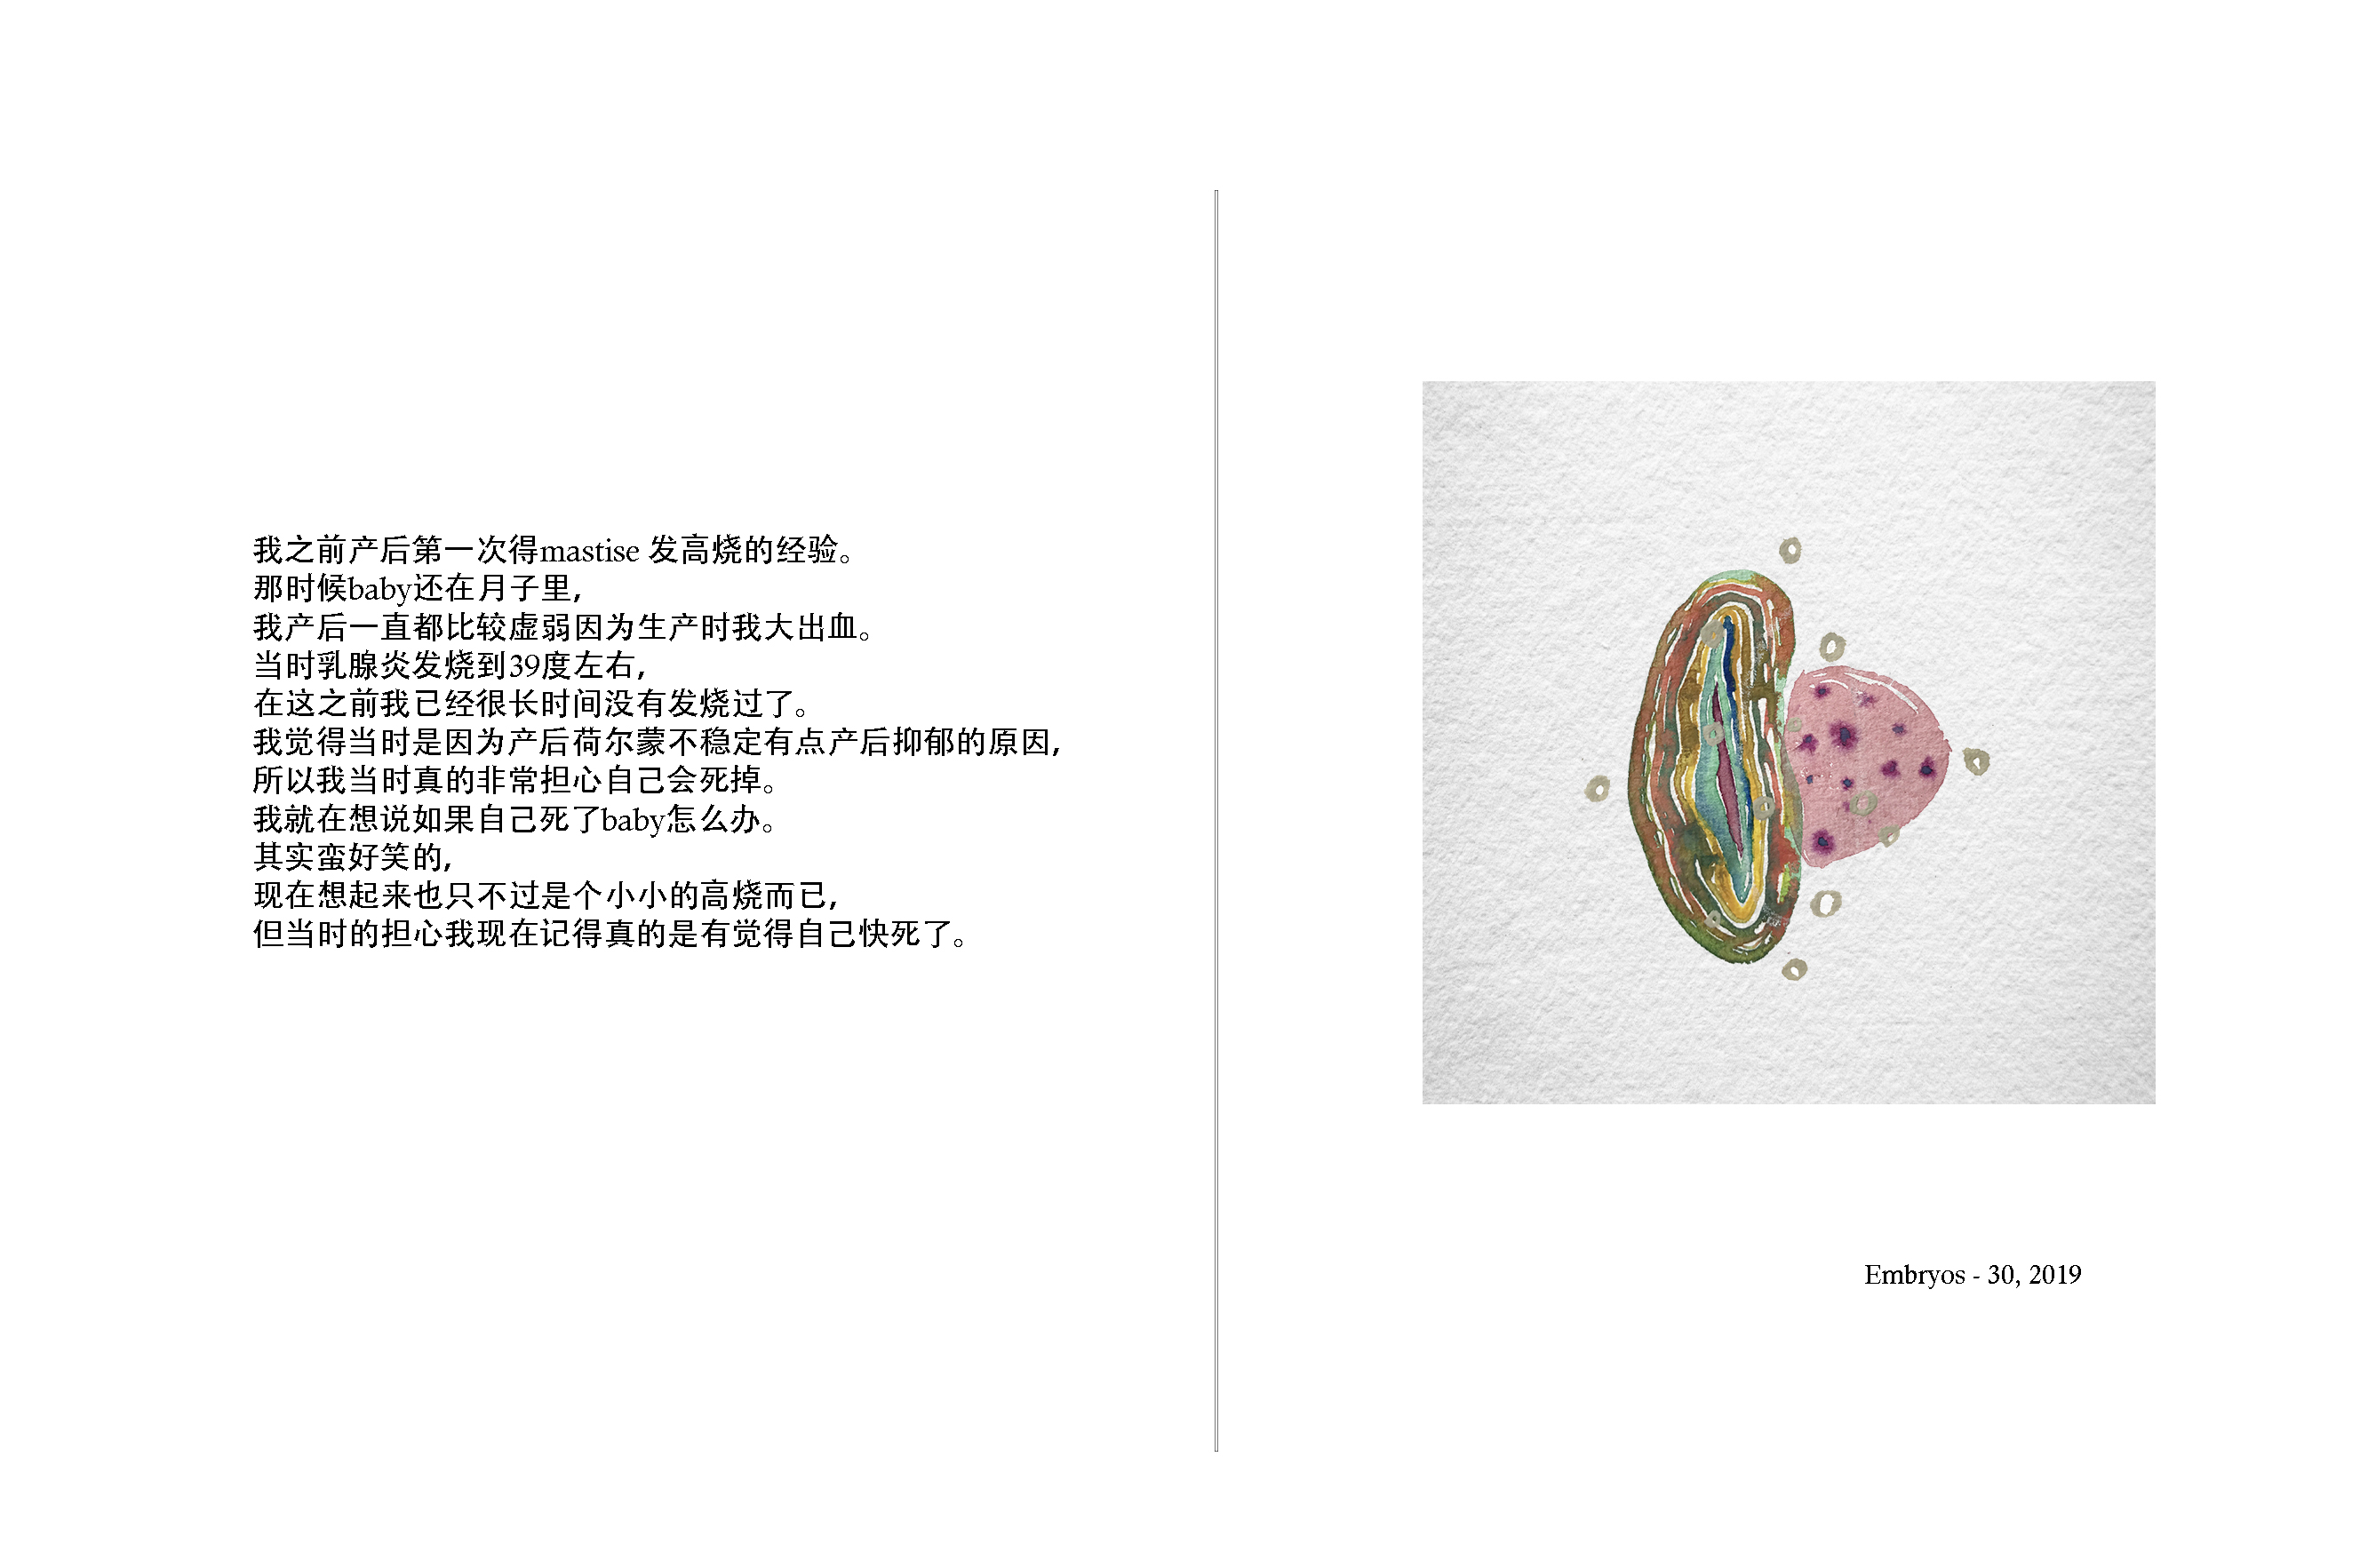 我之前产后第一次得mastise 发高烧的经验。
那时候baby还在月子里，
我产后一直都比较虚弱因为生产时我大出血。
当时乳腺炎发烧到39度左右，
在这之前我已经很长时间没有发烧过了。
我觉得当时是因为产后荷尔蒙不稳定有点产后抑郁的原因，
所以我当时真的非常担心自己会死掉。
我就在想说如果自己死了baby怎么办。
其实蛮好笑的，
现在想起来也只不过是个小小的高烧而已，
但当时的担心我现在记得真的是有觉得自己快死了。
Embryos - 30, 2019